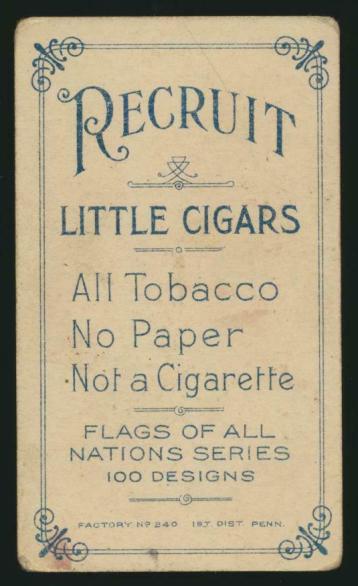 RECRUIT
LITTLE CIGARS
All Tobacco
No Paper
Not a Cigarette
FLAGS OF ALL
NATIONS SERIES
100 DESIGNS
FACTORY Nº 240 1ST. DIST. PENN.